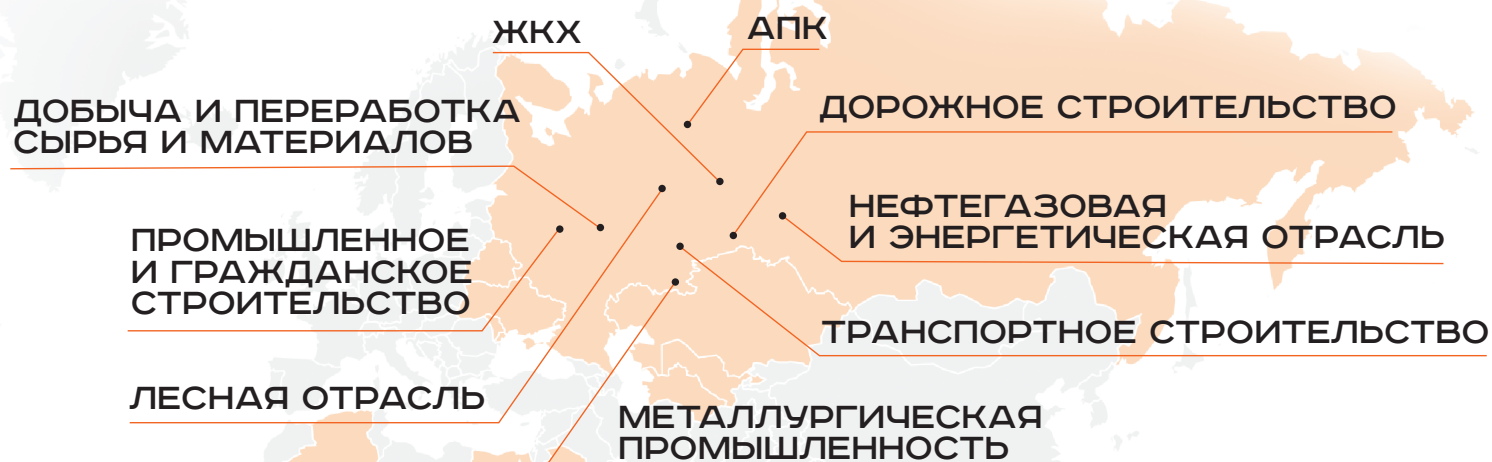 ЖКХ
АПК
ДОБЫЧА И ПЕРЕРАБОТКА
СЫРЬЯ И МАТЕРИАЛОВ
ДОРОЖНОЕ СТРОИТЕЛЬСТВО
ПРОМЫШЛЕННОЕ
И ГРАЖДАНСКОЕ
СТРОИТЕЛЬСТВО
НЕФТЕГАЗОВАЯ
И ЭНЕРГЕТИЧЕСКАЯ ОТРАСЛЬ
ТРАНСПОРТНОЕ СТРОИТЕЛЬСТВО
ЛЕСНАЯ ОТРАСЛЬ
МЕТАЛЛУРГИЧЕСКАЯ
ПРОМЫШЛЕННОСТЬ